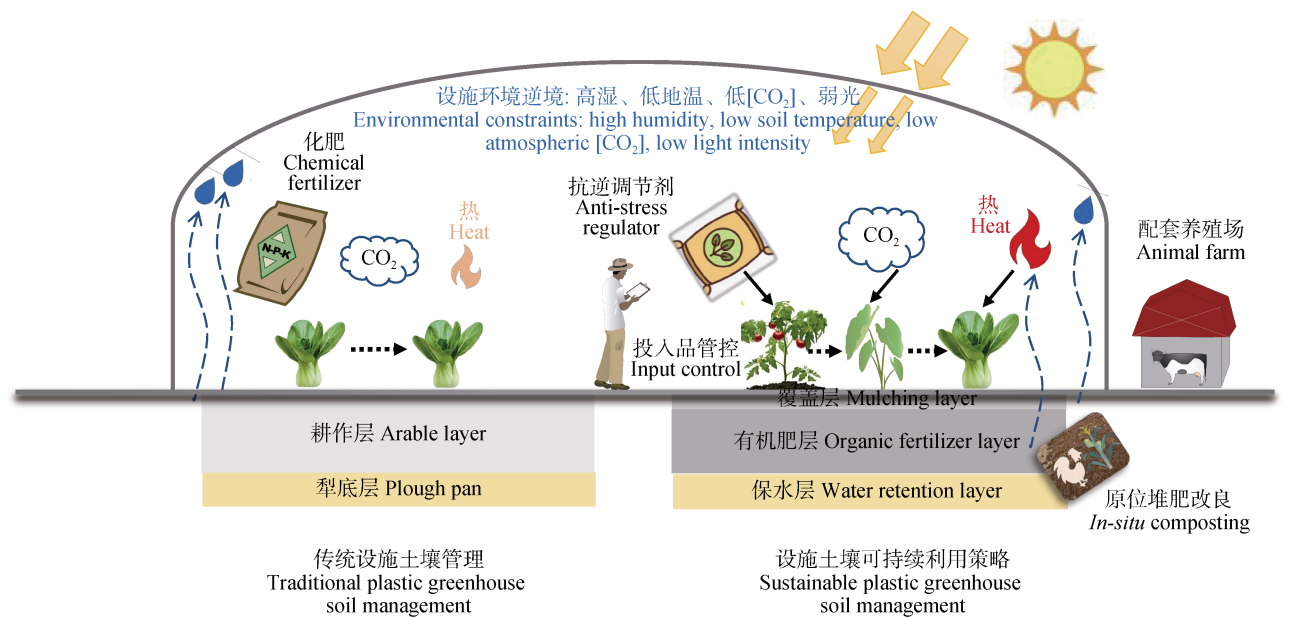 设施环境逆境: 高湿、低地温、低[CO₂]、弱光
Environmental constraints: high humidity, low soil temperature, low
atmospheric [CO₂], low light intensity
化肥
Chemical
fertilizer
N-P-K
CO₂
热
Heat
抗逆调节剂
Anti-stress
regulator
CO₂
热
Heat
配套养殖场
Animal farm
投入品管控
Input control
覆盖层 Mulching layer
耕作层 Arable layer
有机肥层 Organic fertilizer layer
犁底层 Plough pan
保水层 Water retention layer
原位堆肥改良
In-situ composting
传统设施土壤管理
Traditional plastic greenhouse
soil management
设施土壤可持续利用策略
Sustainable plastic greenhouse
soil management